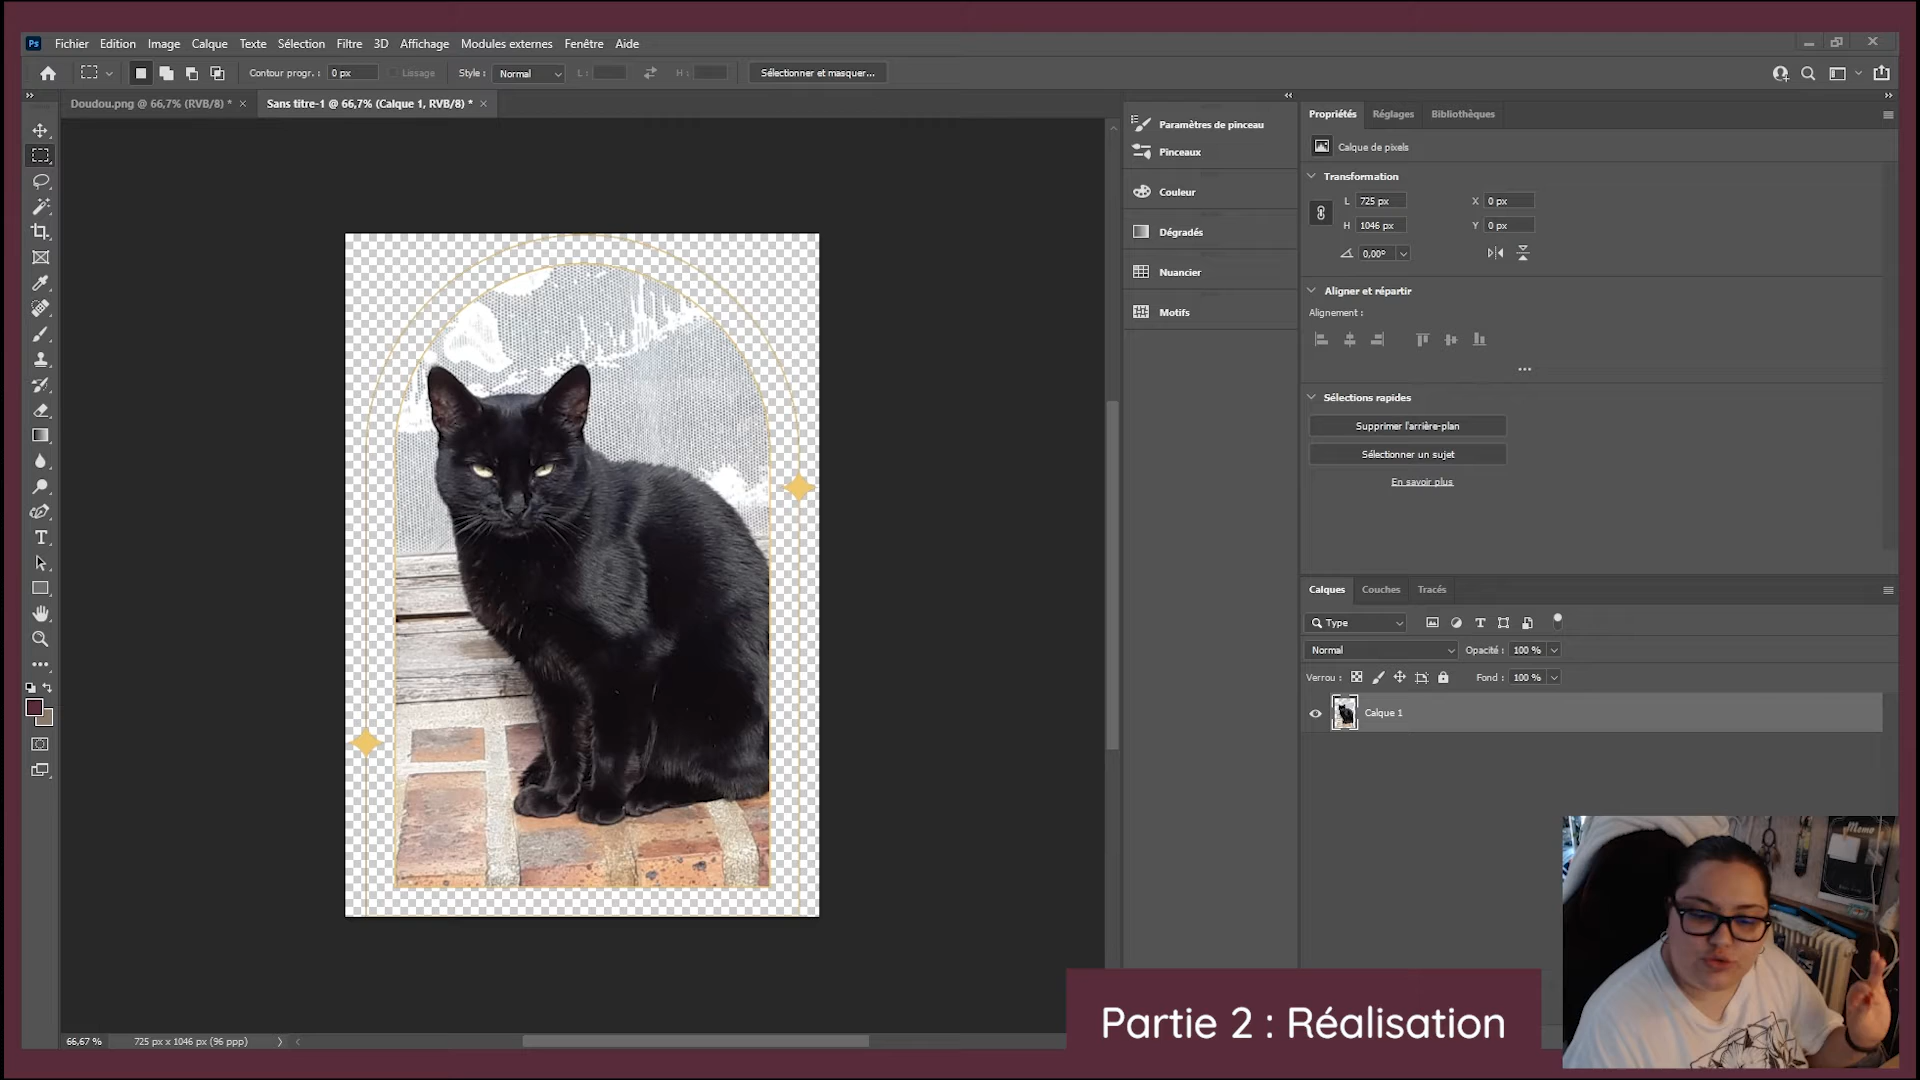 Ps Fichier Edition Image Calque Texte Sélection Filtre 3D Affichage Modules externes Fenêtre Aide
Contour progr. : 0 px Lissage Style : Normal L : H : Sélectionner et masquer...
Doudou.png @ 66,7% (RVB/8) * × Sans titre-1 @ 66,7% (Calque 1, RVB/8) * ×
Paramètres de pinceau
Pinceaux
Couleur
Dégradés
Nuancier
Motifs
Propriétés Réglages Bibliothèques
Calque de pixels
Transformation
L 725 px X 0 px
H 1046 px Y 0 px
0,00°
Aligner et répartir
Alignement :
Sélections rapides
Supprimer l'arrière-plan
Sélectionner un sujet
En savoir plus
Calques Couches Tracés
Type
Normal Opacité : 100 %
Verrou : Fond : 100 %
Calque 1
Memo
Partie 2 : Réalisation
66,67 % 725 px x 1046 px (96 ppp)